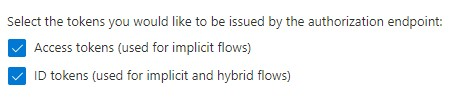 Select the tokens you would like to be issued by the authorization endpoint:
Access tokens (used for implicit flows)
ID tokens (used for implicit and hybrid flows)